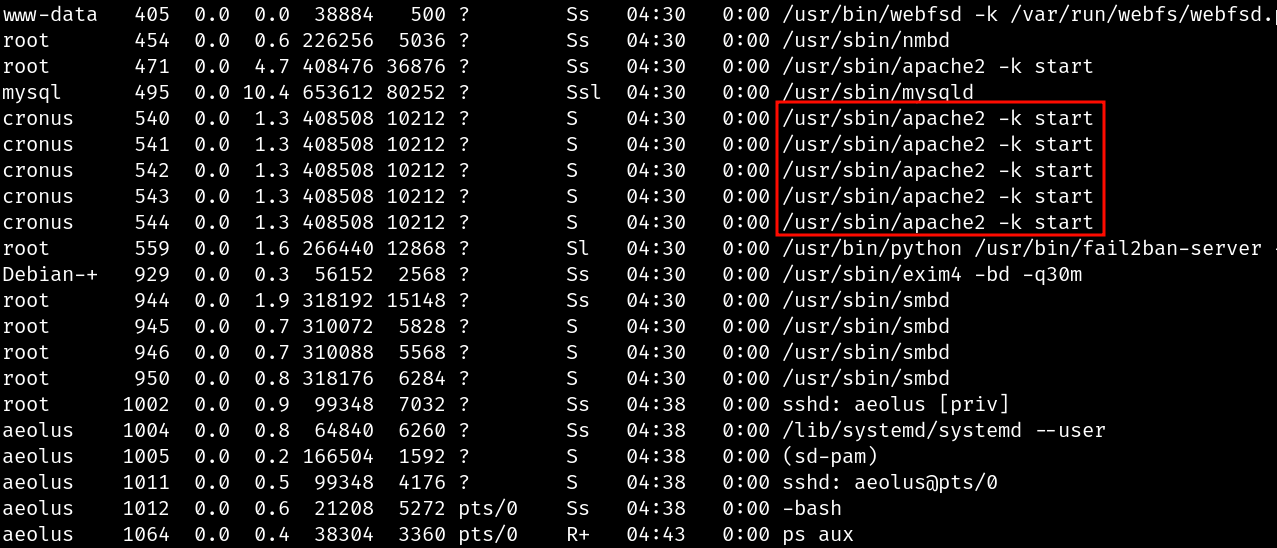 www-data   405  0.0  0.0  38884   500 ?        Ss   04:30   0:00 /usr/bin/webfsd -k /var/run/webfs/webfsd.
root       454  0.0  0.6 226256  5036 ?        Ss   04:30   0:00 /usr/sbin/nmbd
root       471  0.0  4.7 408476 36876 ?        Ss   04:30   0:00 /usr/sbin/apache2 -k start
mysql      495  0.0 10.4 653612 80252 ?        Ssl  04:30   0:00 /usr/sbin/mysqld
cronus     540  0.0  1.3 408508 10212 ?        S    04:30   0:00 /usr/sbin/apache2 -k start
cronus     541  0.0  1.3 408508 10212 ?        S    04:30   0:00 /usr/sbin/apache2 -k start
cronus     542  0.0  1.3 408508 10212 ?        S    04:30   0:00 /usr/sbin/apache2 -k start
cronus     543  0.0  1.3 408508 10212 ?        S    04:30   0:00 /usr/sbin/apache2 -k start
cronus     544  0.0  1.3 408508 10212 ?        S    04:30   0:00 /usr/sbin/apache2 -k start
root       559  0.0  1.6 266440 12868 ?        Sl   04:30   0:00 /usr/bin/python /usr/bin/fail2ban-server -
Debian-+   929  0.0  0.3  56152  2568 ?        Ss   04:30   0:00 /usr/sbin/exim4 -bd -q30m
root       944  0.0  1.9 318192 15148 ?        Ss   04:30   0:00 /usr/sbin/smbd
root       945  0.0  0.7 310072  5828 ?        S    04:30   0:00 /usr/sbin/smbd
root       946  0.0  0.7 310088  5568 ?        S    04:30   0:00 /usr/sbin/smbd
root       950  0.0  0.8 318176  6284 ?        S    04:30   0:00 /usr/sbin/smbd
root      1002  0.0  0.9  99348  7032 ?        Ss   04:38   0:00 sshd: aeolus [priv]
aeolus    1004  0.0  0.8  64840  6260 ?        Ss   04:38   0:00 /lib/systemd/systemd --user
aeolus    1005  0.0  0.2 166504  1592 ?        S    04:38   0:00 (sd-pam)
aeolus    1011  0.0  0.5  99348  4176 ?        S    04:38   0:00 sshd: aeolus@pts/0
aeolus    1012  0.0  0.6  21208  5272 pts/0    Ss   04:38   0:00 -bash
aeolus    1064  0.0  0.4  38304  3360 pts/0    R+   04:43   0:00 ps aux